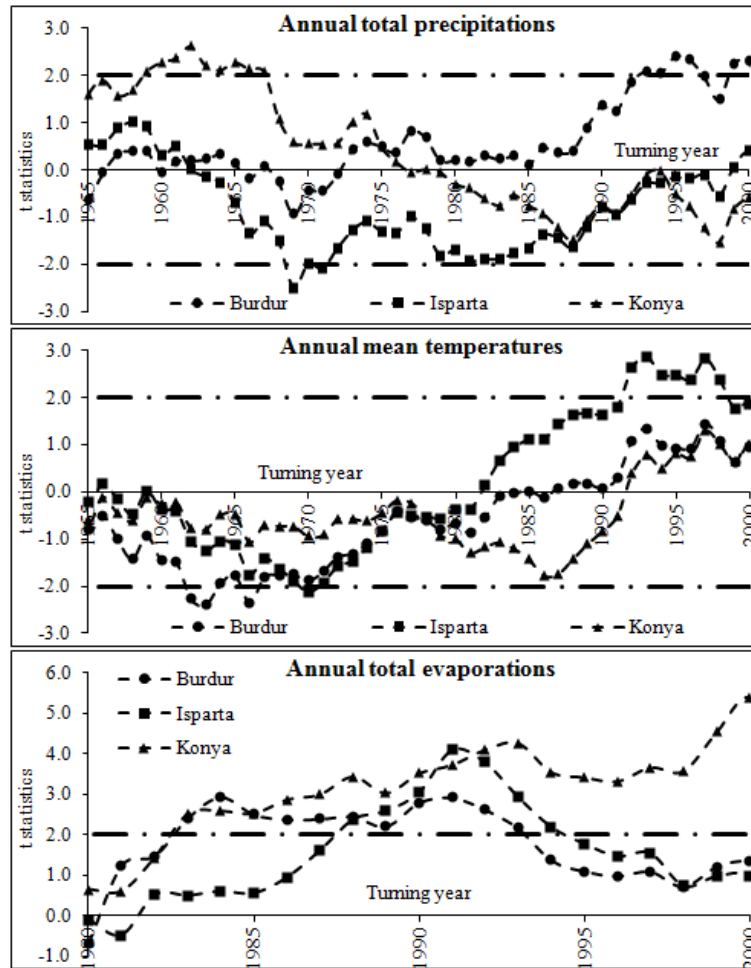 Annual total precipitations
3.0
2.0
1.0
0.0
-1.0
-2.0
-3.0
t statistics
1955
1960
1965
1970
1975
1980
1985
1990
1995
2000
Turning year
Burdur
Isparta
Konya
Annual mean temperatures
3.0
2.0
1.0
0.0
-1.0
-2.0
-3.0
t statistics
Turning year
1955
1960
1965
1970
1975
1980
1985
1990
1995
2000
Burdur
Isparta
Konya
Annual total evaporations
6.0
5.0
4.0
3.0
2.0
1.0
0.0
-1.0
t statistics
Burdur
Isparta
Konya
Turning year
1980
1985
1990
1995
2000